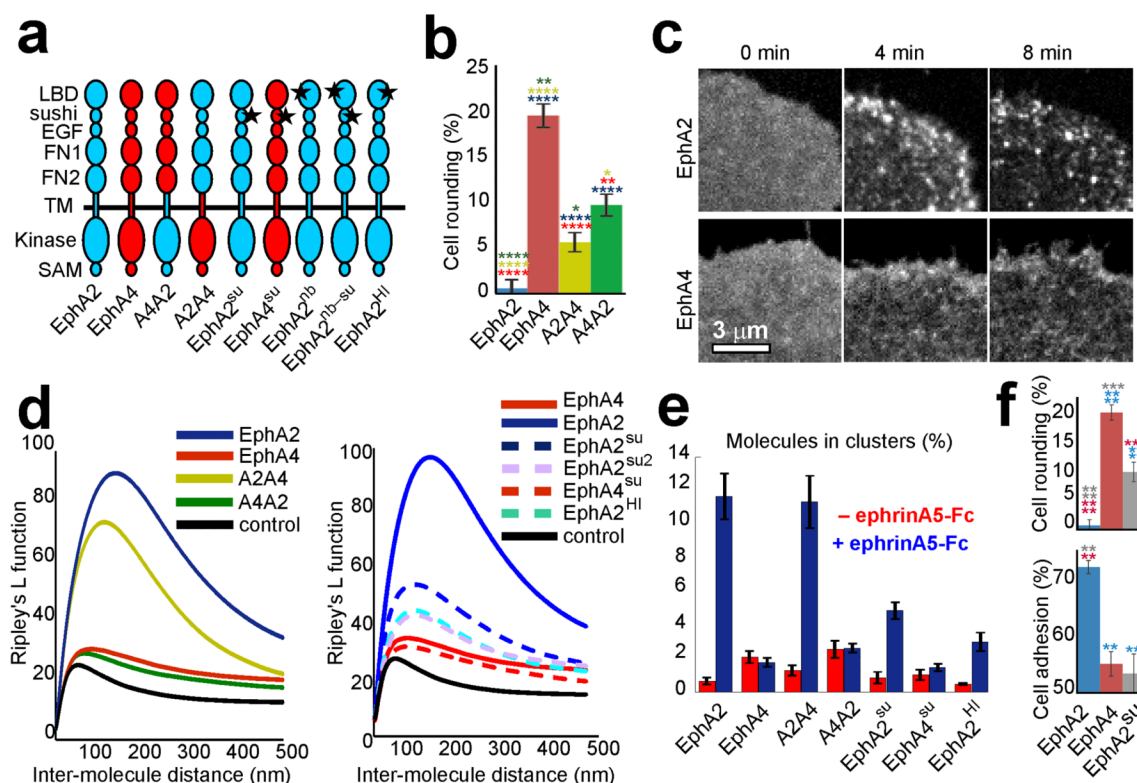 a
LBD
sushi
EGF
FN1
FN2
TM
Kinase
SAM
EphA2
EphA4
A4A2
A2A4
EphA2su
EphA4su
EphA2nb
EphA2nb-su
EphA2HI
b
Cell rounding (%)
25
20
15
10
5
0
**
****
****
****
****
****
*
****
****
*
**
****
EphA2
EphA4
A2A4
A4A2
c
0 min 4 min 8 min
EphA2
EphA4
3 µm
d
Ripley's L function
100
80
60
40
20
0
EphA2
EphA4
A2A4
A4A2
control
100 200 300 400 500
Inter-molecule distance (nm)
Ripley's L function
100
80
60
40
20
0
EphA4
EphA2
EphA2su
EphA2su2
EphA4su
EphA2HI
control
100 200 300 400 500
Inter-molecule distance (nm)
e
Molecules in clusters (%)
14
12
10
8
6
4
2
0
– ephrinA5-Fc
+ ephrinA5-Fc
EphA2
EphA4
A2A4
A4A2
EphA2su
EphA4su
EphA2HI
f
Cell rounding (%)
20
15
10
5
0
**
**
**
**
***
**
**
**
**
*
Cell adhesion (%)
70
60
50
**
**
**
**
EphA2
EphA4
EphA2su